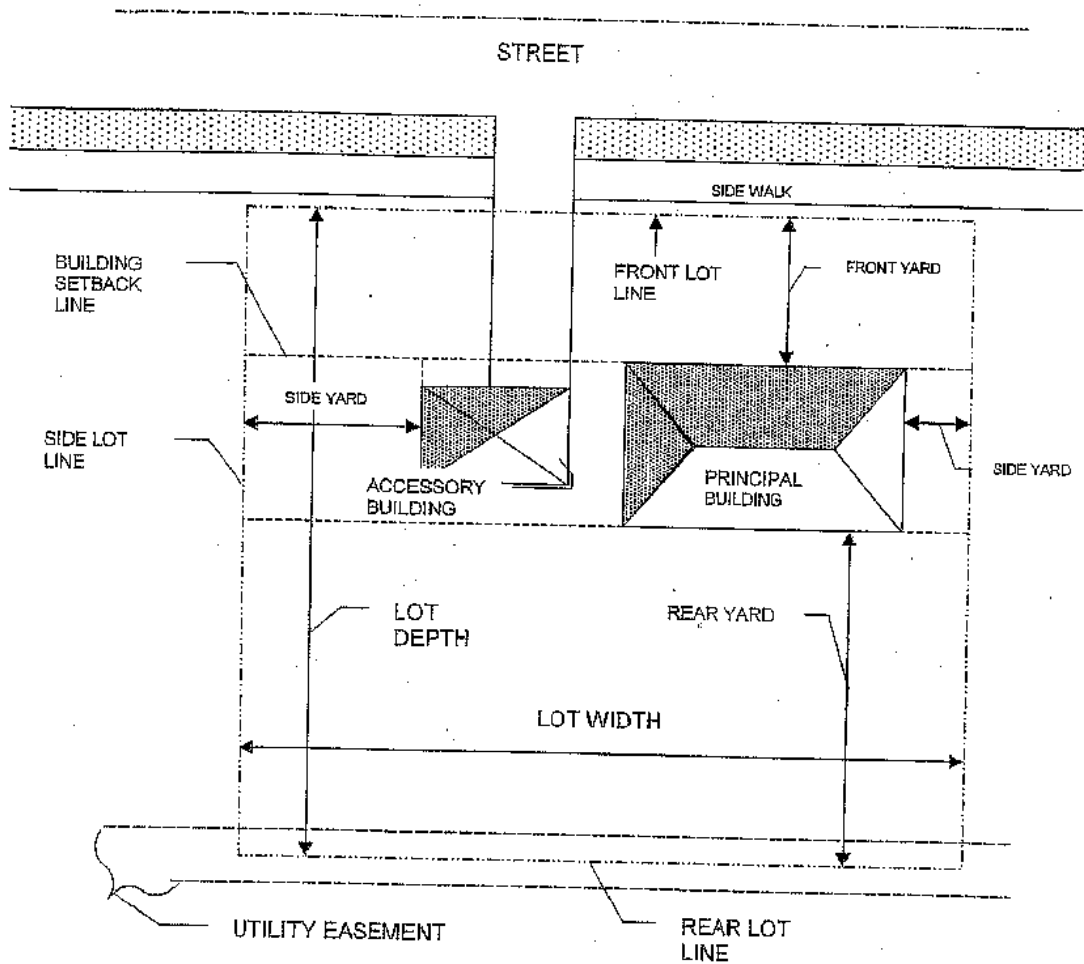 STREET
SIDE WALK
BUILDING
SETBACK
LINE
FRONT LOT
LINE
FRONT YARD
SIDE YARD
SIDE LOT
LINE
ACCESSORY
BUILDING
PRINCIPAL
BUILDING
SIDE YARD
LOT
DEPTH
REAR YARD
LOT WIDTH
UTILITY EASEMENT
REAR LOT
LINE